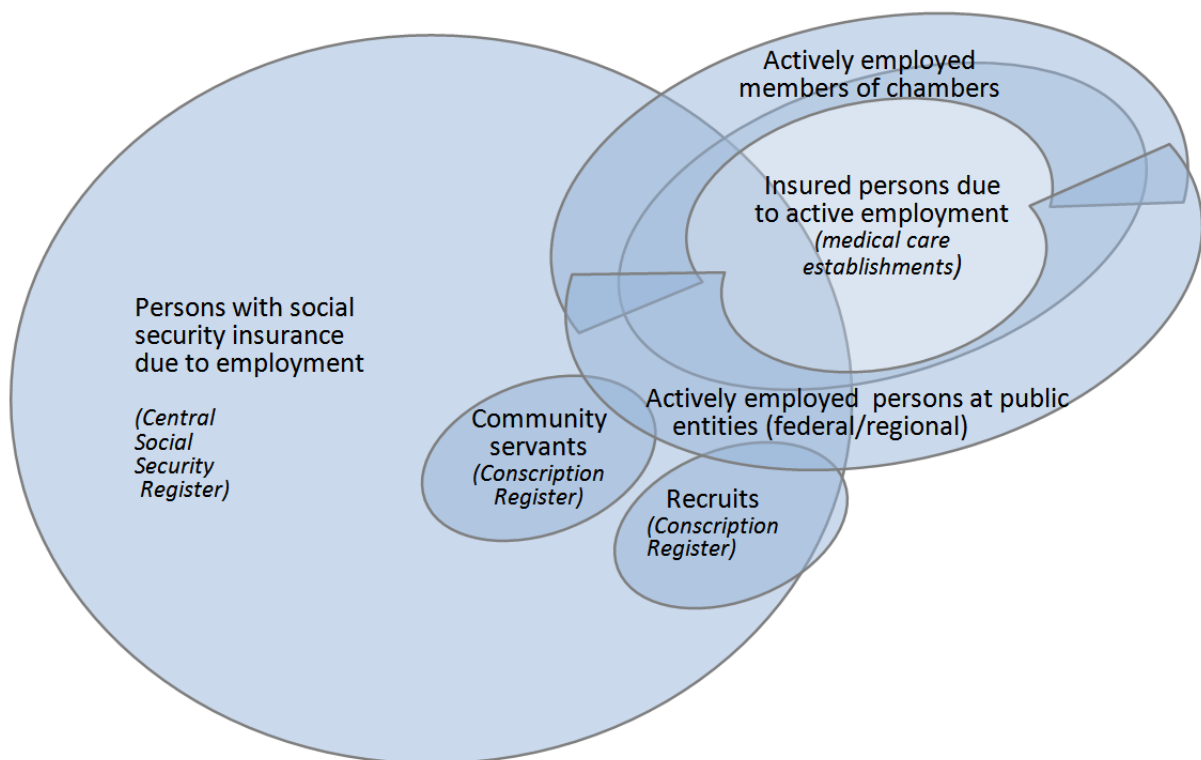 Actively employed
members of chambers
Insured persons due
to active employment
(medical care
establishments)
Persons with social
security insurance
due to employment
(Central
Social
Security
Register)
Actively employed persons at public
entities (federal/regional)
Community
servants
(Conscription
Register)
Recruits
(Conscription
Register)